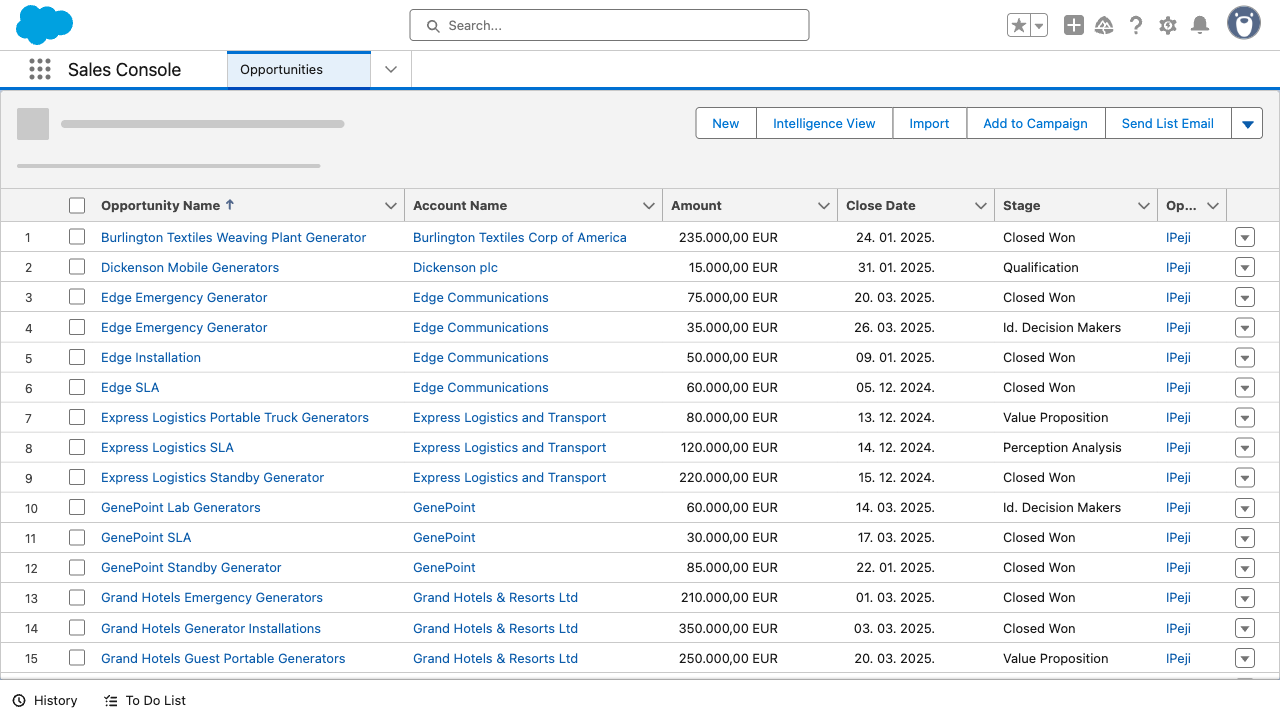 Search...
Sales Console
Opportunities
New
Intelligence View
Import
Add to Campaign
Send List Email
Opportunity Name Account Name Amount Close Date Stage Op...
1 Burlington Textiles Weaving Plant Generator Burlington Textiles Corp of America 235.000,00 EUR 24. 01. 2025. Closed Won IPeji
2 Dickenson Mobile Generators Dickenson plc 15.000,00 EUR 31. 01. 2025. Qualification IPeji
3 Edge Emergency Generator Edge Communications 75.000,00 EUR 20. 03. 2025. Closed Won IPeji
4 Edge Emergency Generator Edge Communications 35.000,00 EUR 26. 03. 2025. Id. Decision Makers IPeji
5 Edge Installation Edge Communications 50.000,00 EUR 09. 01. 2025. Closed Won IPeji
6 Edge SLA Edge Communications 60.000,00 EUR 05. 12. 2024. Closed Won IPeji
7 Express Logistics Portable Truck Generators Express Logistics and Transport 80.000,00 EUR 13. 12. 2024. Value Proposition IPeji
8 Express Logistics SLA Express Logistics and Transport 120.000,00 EUR 14. 12. 2024. Perception Analysis IPeji
9 Express Logistics Standby Generator Express Logistics and Transport 220.000,00 EUR 15. 12. 2024. Closed Won IPeji
10 GenePoint Lab Generators GenePoint 60.000,00 EUR 14. 03. 2025. Id. Decision Makers IPeji
11 GenePoint SLA GenePoint 30.000,00 EUR 17. 03. 2025. Closed Won IPeji
12 GenePoint Standby Generator GenePoint 85.000,00 EUR 22. 01. 2025. Closed Won IPeji
13 Grand Hotels Emergency Generators Grand Hotels & Resorts Ltd 210.000,00 EUR 01. 03. 2025. Closed Won IPeji
14 Grand Hotels Generator Installations Grand Hotels & Resorts Ltd 350.000,00 EUR 03. 03. 2025. Closed Won IPeji
15 Grand Hotels Guest Portable Generators Grand Hotels & Resorts Ltd 250.000,00 EUR 20. 03. 2025. Value Proposition IPeji
History
To Do List